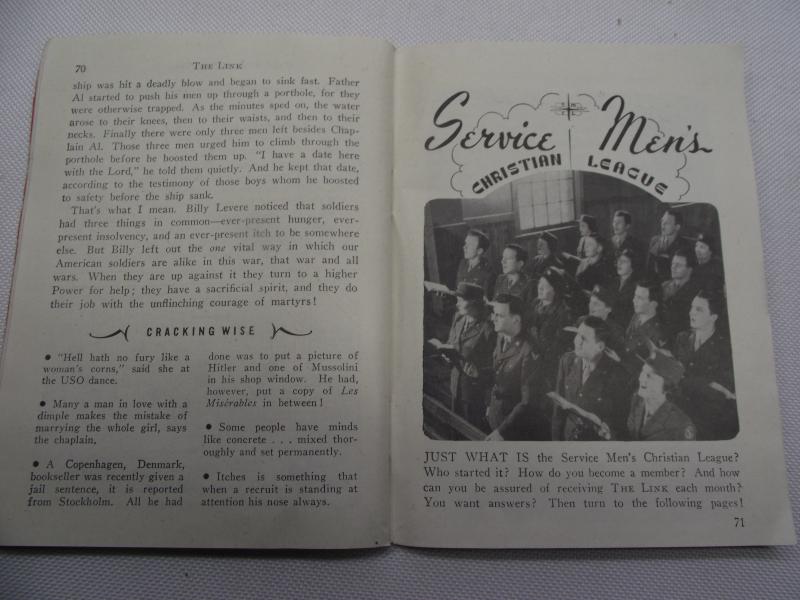 70
THE LINK
ship was hit a deadly blow and began to sink fast. Father
Al started to push his men up through a porthole, for they
were otherwise trapped. As the minutes sped on, the water
arose to their knees, then to their waists, and then to their
necks. Finally there were only three men left besides Chap-
lain Al. Those three men urged him to climb through the
porthole before he boosted them up. "I have a date here
with the Lord," he told them quietly. And he kept that date,
according to the testimony of those boys whom he boosted
to safety before the ship sank.
That's what I mean. Billy Levere noticed that soldiers
had three things in common—ever-present hunger, ever-
present insolvency, and an ever-present itch to be somewhere
else. But Billy left out the one vital way in which our
American soldiers are alike in this war, that war and all
wars. When they are up against it they turn to a higher
Power for help; they have a sacrificial spirit, and they do
their job with the unflinching courage of martyrs!
CRACKING WISE
• "Hell hath no fury like a
woman's corns," said she at
the USO dance.
• Many a man in love with a
dimple makes the mistake of
marrying the whole girl, says
the chaplain.
• A Copenhagen, Denmark,
bookseller was recently given a
jail sentence, it is reported
from Stockholm. All he had
done was to put a picture of
Hitler and one of Mussolini
in his shop window. He had,
however, put a copy of Les
Misérables in between!
• Some people have minds
like concrete . . . mixed thor-
oughly and set permanently.
• Itches is something that
when a recruit is standing at
attention his nose always.
Service Men's
CHRISTIAN LEAGUE
JUST WHAT IS the Service Men's Christian League?
Who started it? How do you become a member? And how
can you be assured of receiving THE LINK each month?
You want answers? Then turn to the following pages!
71